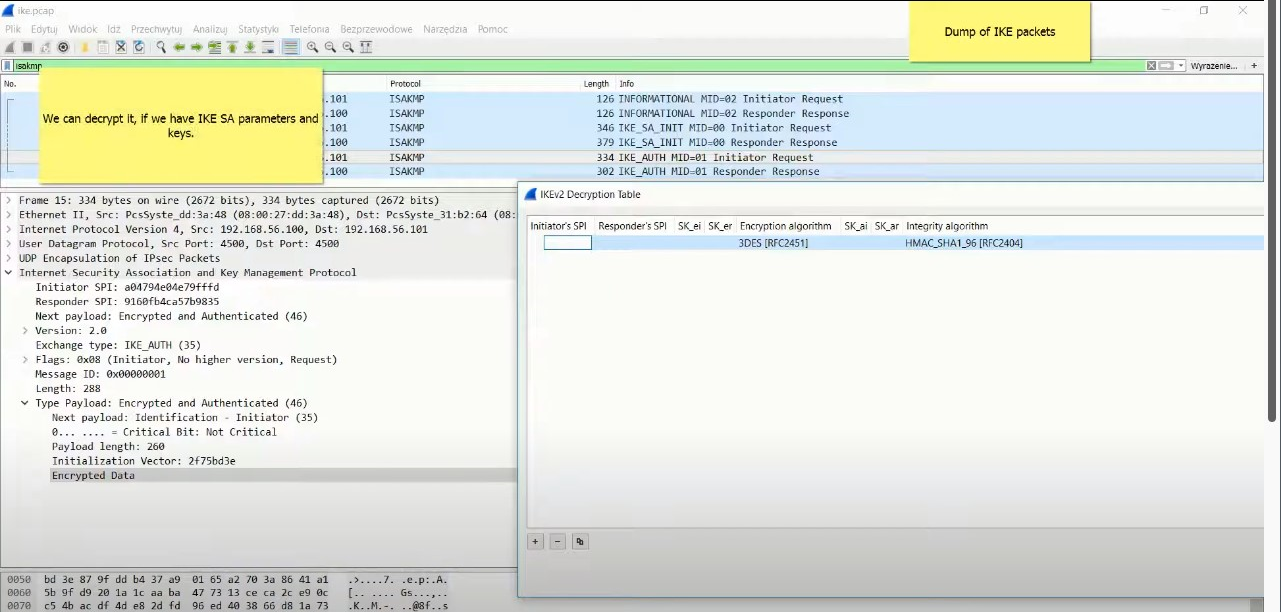 ike.pcap
Plik Edytuj Widok Idź Przechwytuj Analizuj Statystyki Telefonia Bezprzewodowe Narzędzia Pomoc
Dump of IKE packets
isakmp
Wyrażenie... +
No. Protocol Length Info
We can decrypt it, if we have IKE SA parameters and
keys.
.101 ISAKMP 126 INFORMATIONAL MID=02 Initiator Request
.100 ISAKMP 126 INFORMATIONAL MID=02 Responder Response
.101 ISAKMP 346 IKE_SA_INIT MID=00 Initiator Request
.100 ISAKMP 379 IKE_SA_INIT MID=00 Responder Response
.101 ISAKMP 334 IKE_AUTH MID=01 Initiator Request
.100 ISAKMP 302 IKE_AUTH MID=01 Responder Response
Frame 15: 334 bytes on wire (2672 bits), 334 bytes captured (2672 bits)
Ethernet II, Src: PcsSyste_dd:3a:48 (08:00:27:dd:3a:48), Dst: PcsSyste_31:b2:64 (08:
Internet Protocol Version 4, Src: 192.168.56.100, Dst: 192.168.56.101
User Datagram Protocol, Src Port: 4500, Dst Port: 4500
UDP Encapsulation of IPsec Packets
Internet Security Association and Key Management Protocol
Initiator SPI: a04794e04e79fffd
Responder SPI: 9160fb4ca57b9835
Next payload: Encrypted and Authenticated (46)
Version: 2.0
Exchange type: IKE_AUTH (35)
Flags: 0x08 (Initiator, No higher version, Request)
Message ID: 0x00000001
Length: 288
Type Payload: Encrypted and Authenticated (46)
Next payload: Identification - Initiator (35)
0... .... = Critical Bit: Not Critical
Payload length: 260
Initialization Vector: 2f75bd3e
Encrypted Data
IKEv2 Decryption Table
Initiator's SPI Responder's SPI SK_ei SK_er Encryption algorithm SK_ai SK_ar Integrity algorithm
3DES [RFC2451] HMAC_SHA1_96 [RFC2404]
+ −
0050 bd 3e 87 9f dd b4 37 a9 01 65 a2 70 3a 86 41 a1 .>....7. .e.p:.A.
0060 5b 9f d9 20 1a 1c aa ba 47 73 13 ce ca 2c e9 0c [.. .... Gs...,..
0070 c5 4b ac df 4d e8 2d fd 96 ed 40 38 66 d8 1a 73 .K..M.-. ..@8f..s